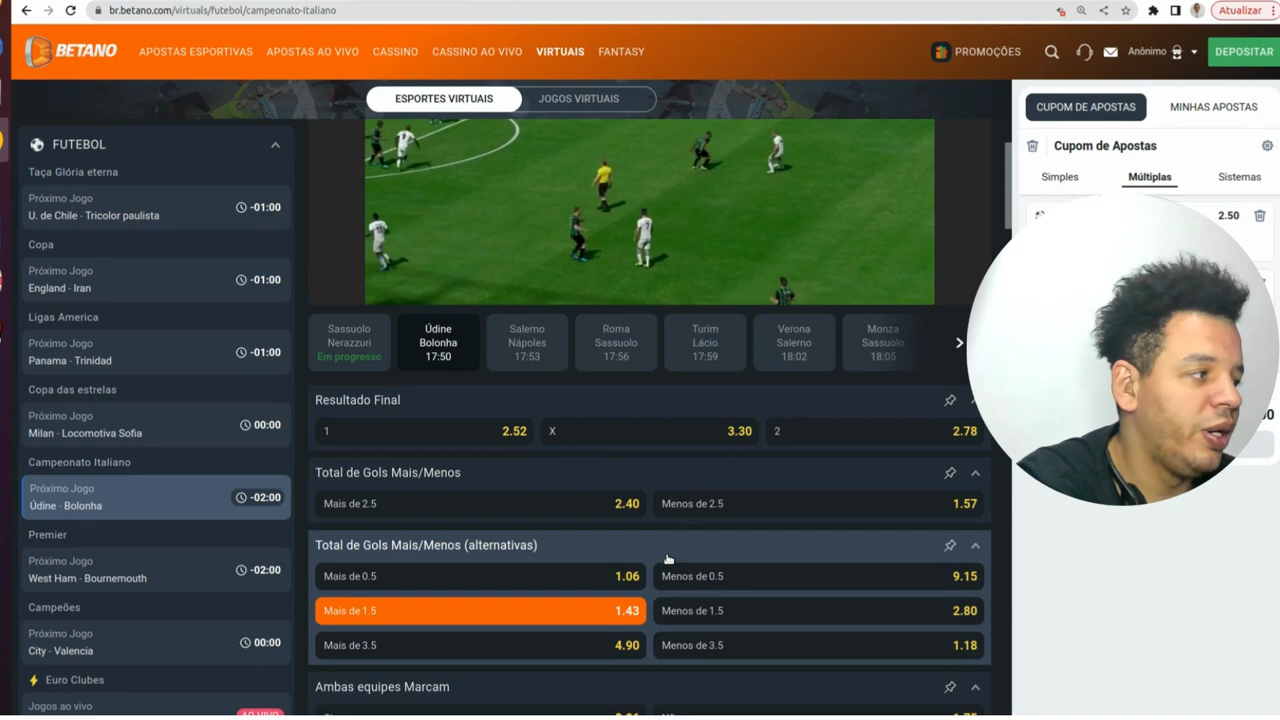 br.betano.com/virtuals/futebol/campeonato-italiano
Atualizar
BETANO
APOSTAS ESPORTIVAS
APOSTAS AO VIVO
CASSINO
CASSINO AO VIVO
VIRTUAIS
FANTASY
PROMOÇÕES
Anônimo
DEPOSITAR
ESPORTES VIRTUAIS
JOGOS VIRTUAIS
CUPOM DE APOSTAS
MINHAS APOSTAS
Cupom de Apostas
Simples
Múltiplas
Sistemas
2.50
FUTEBOL
Taça Glória eterna
Próximo Jogo
U. de Chile - Tricolor paulista
-01:00
Copa
Próximo Jogo
England - Iran
-01:00
Ligas America
Próximo Jogo
Panama - Trinidad
-01:00
Copa das estrelas
Próximo Jogo
Milan - Locomotiva Sofia
00:00
Campeonato Italiano
Próximo Jogo
Údine - Bolonha
-02:00
Premier
Próximo Jogo
West Ham - Bournemouth
-02:00
Campeões
Próximo Jogo
City - Valencia
00:00
Euro Clubes
Jogos ao vivo
AO VIVO
Sassuolo
Nerazzuri
Em progresso
Údine
Bolonha
17:50
Salerno
Nápoles
17:53
Roma
Sassuolo
17:56
Turim
Lácio
17:59
Verona
Salerno
18:02
Monza
Sassuolo
18:05
Resultado Final
1 2.52
X 3.30
2 2.78
Total de Gols Mais/Menos
Mais de 2.5 2.40
Menos de 2.5 1.57
Total de Gols Mais/Menos (alternativas)
Mais de 0.5 1.06
Menos de 0.5 9.15
Mais de 1.5 1.43
Menos de 1.5 2.80
Mais de 3.5 4.90
Menos de 3.5 1.18
Ambas equipes Marcam